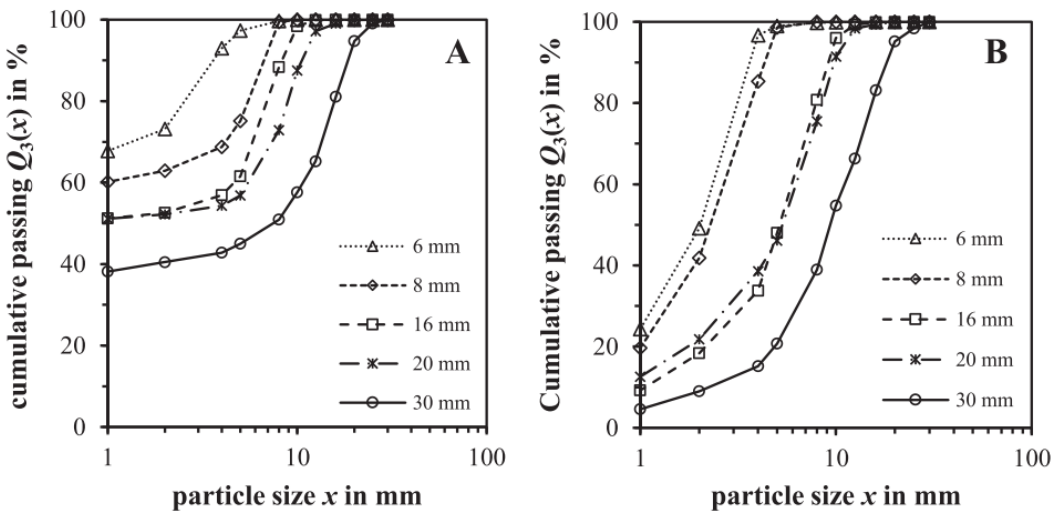 100
80
60
40
20
0
cumulative passing Q₃(x) in %
A
6 mm
8 mm
16 mm
20 mm
30 mm
1
10
100
particle size x in mm
100
80
60
40
20
0
Cumulative passing Q₃(x) in %
B
6 mm
8 mm
16 mm
20 mm
30 mm
1
10
100
particle size x in mm